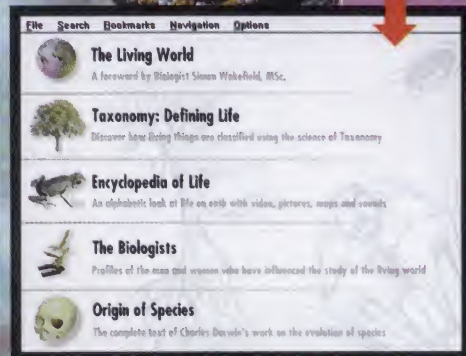 File Search Bookmarks Navigation Options
The Living World
A foreword by Biologist Simon Wakefield, MSc.
Taxonomy: Defining Life
Discover how living things are classified using the science of Taxonomy
Encyclopedia of Life
An alphabetic look at life on earth with video, pictures, maps and sounds
The Biologists
Profiles of the men and women who have influenced the study of the living world
Origin of Species
The complete text of Charles Darwin's work on the evolution of species